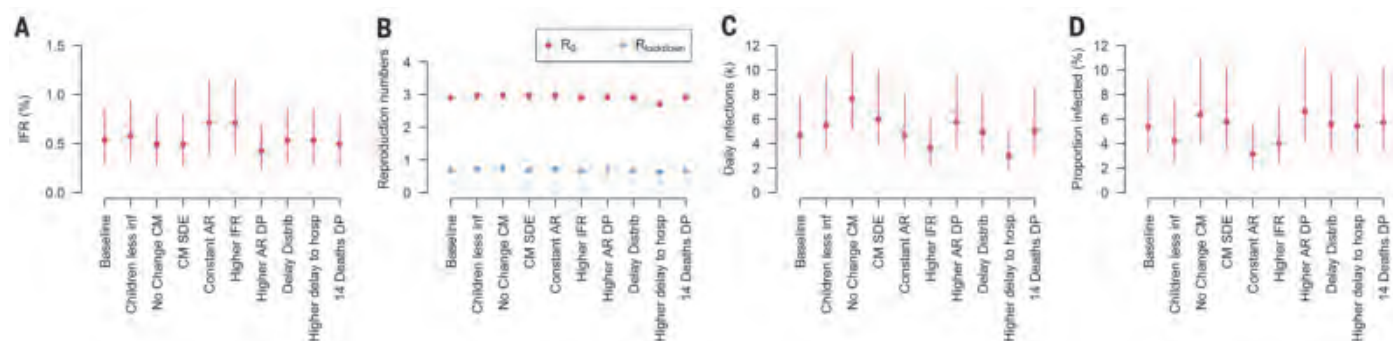 A
IFR (%)
1.5
1.0
0.5
0.0
Baseline
Children less inf
No Change CM
CM SDE
Constant AR
Higher IFR
Higher AR DP
Delay Distrib
Higher delay to hosp
14 Deaths DP
B
Reproduction numbers
R0
Rlockdown
4
3
2
1
0
Baseline
Children less inf
No Change CM
CM SDE
Constant AR
Higher IFR
Higher AR DP
Delay Distrib
Higher delay to hosp
14 Deaths DP
C
Daily infections (k)
12
10
8
6
4
2
0
Baseline
Children less inf
No Change CM
CM SDE
Constant AR
Higher IFR
Higher AR DP
Delay Distrib
Higher delay to hosp
14 Deaths DP
D
Proportion infected (%)
12
10
8
6
4
2
0
Baseline
Children less inf
No Change CM
CM SDE
Constant AR
Higher IFR
Higher AR DP
Delay Distrib
Higher delay to hosp
14 Deaths DP